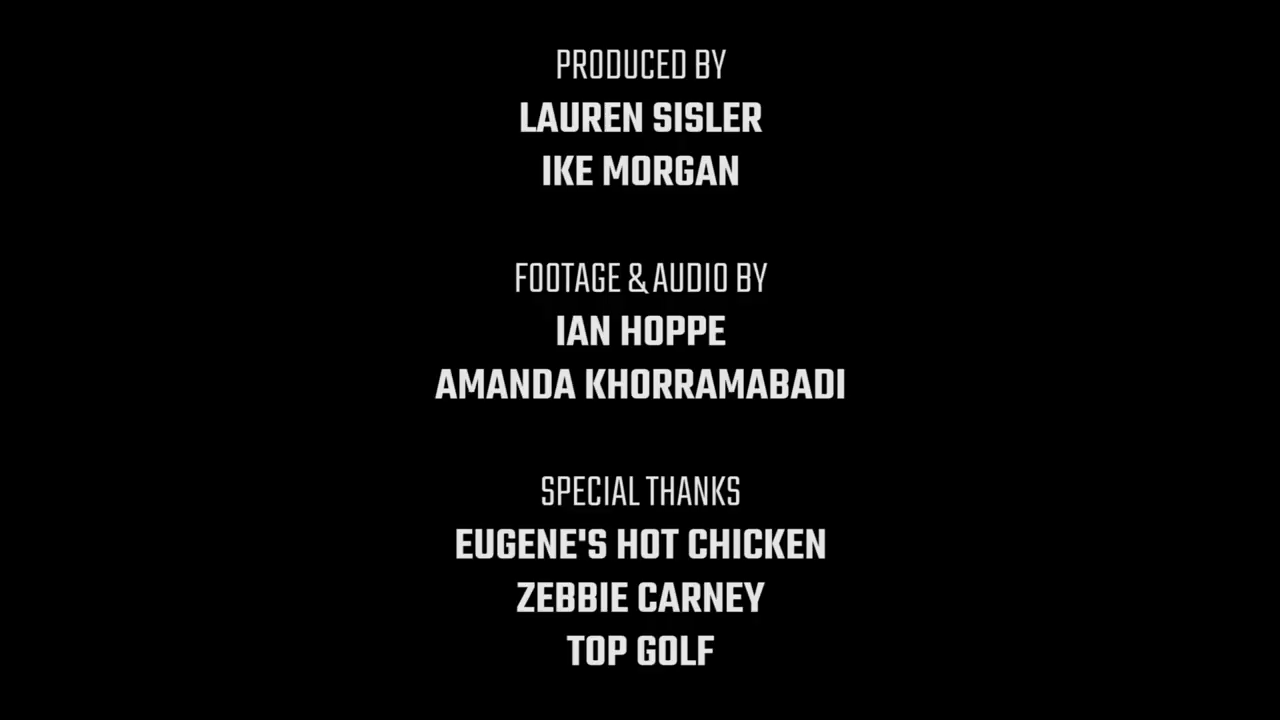 PRODUCED BY
LAUREN SISLER
IKE MORGAN
FOOTAGE & AUDIO BY
IAN HOPPE
AMANDA KHORRAMABADI
SPECIAL THANKS
EUGENE'S HOT CHICKEN
ZEBBIE CARNEY
TOP GOLF